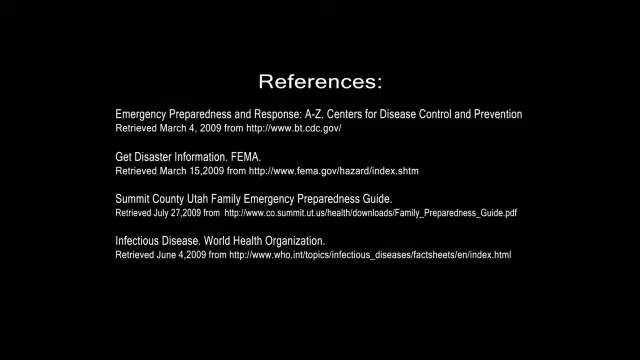 References:
Emergency Preparedness and Response: A-Z. Centers for Disease Control and Prevention
Retrieved March 4, 2009 from http://www.bt.cdc.gov/
Get Disaster Information. FEMA.
Retrieved March 15,2009 from http://www.fema.gov/hazard/index.shtm
Summit County Utah Family Emergency Preparedness Guide.
Retrieved July 27,2009 from http://www.co.summit.ut.us/health/downloads/Family_Preparedness_Guide.pdf
Infectious Disease. World Health Organization.
Retrieved June 4,2009 from http://www.who.int/topics/infectious_diseases/factsheets/en/index.html